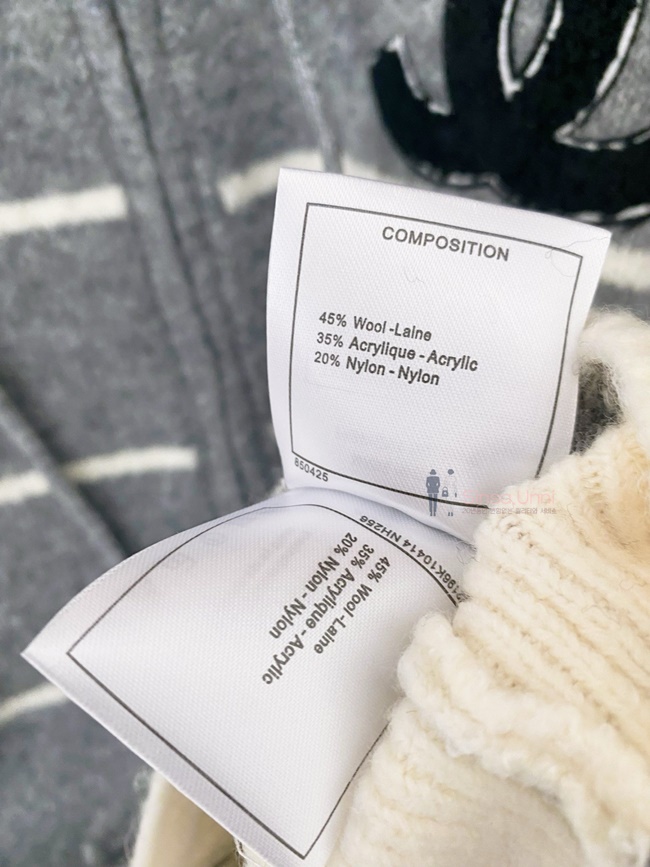 COMPOSITION
45% Wool -Laine
35% Acrylique - Acrylic
20% Nylon - Nylon
850425
45% Wool -Laine
35% Acrylique - Acrylic
20% Nylon - Nylon